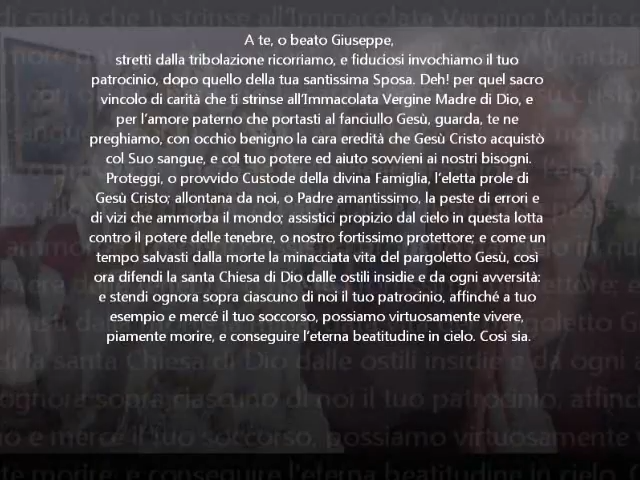 A te, o beato Giuseppe,
stretti dalla tribolazione ricorriamo, e fiduciosi invochiamo il tuo
patrocinio, dopo quello della tua santissima Sposa. Deh! per quel sacro
vincolo di carità che ti strinse all'Immacolata Vergine Madre di Dio, e
per l'amore paterno che portasti al fanciullo Gesù, guarda, te ne
preghiamo, con occhio benigno la cara eredità che Gesù Cristo acquistò
col Suo sangue, e col tuo potere ed aiuto sovvieni ai nostri bisogni.
Proteggi, o provvido Custode della divina Famiglia, l'eletta prole di
Gesù Cristo; allontana da noi, o Padre amantissimo, la peste di errori e
di vizi che ammorba il mondo; assistici propizio dal cielo in questa lotta
contro il potere delle tenebre, o nostro fortissimo protettore; e come un
tempo salvasti dalla morte la minacciata vita del pargoletto Gesù, così
ora difendi la santa Chiesa di Dio dalle ostili insidie e da ogni avversità:
e stendi ognora sopra ciascuno di noi il tuo patrocinio, affinché a tuo
esempio e mercé il tuo soccorso, possiamo virtuosamente vivere,
piamente morire, e conseguire l'eterna beatitudine in cielo. Così sia.